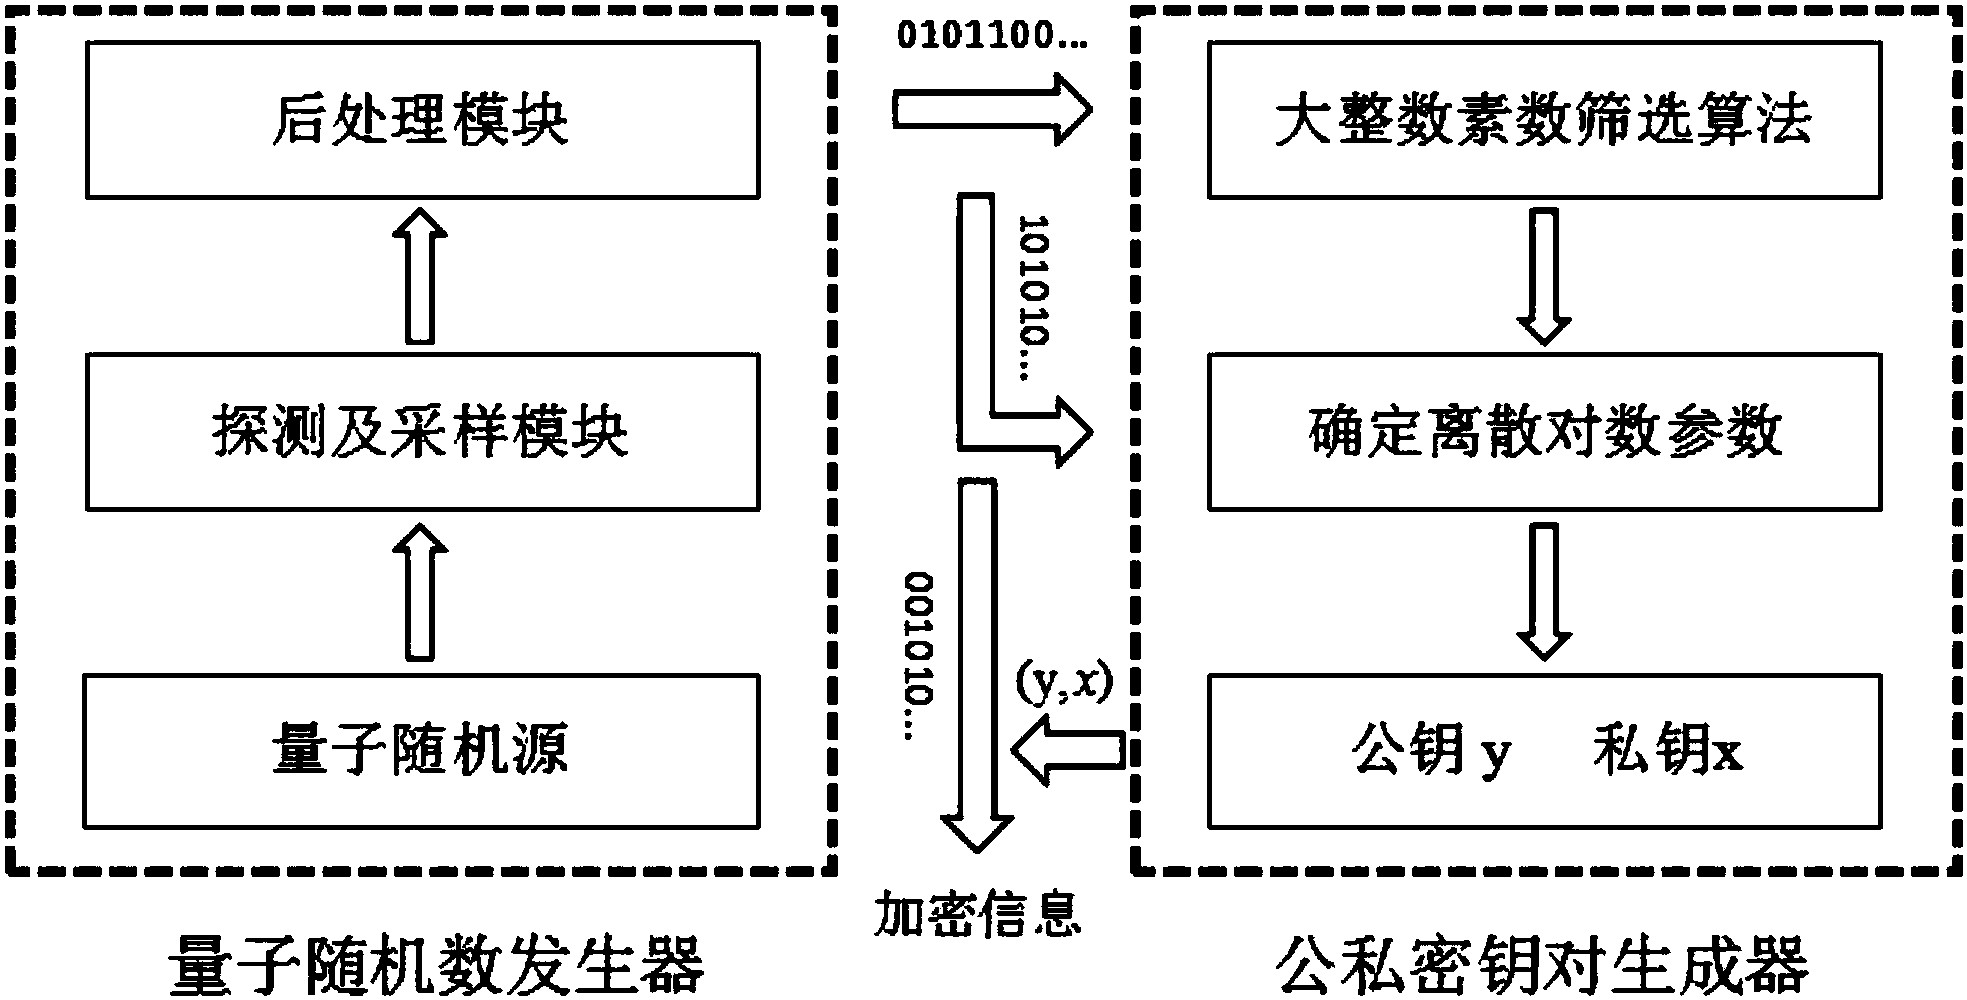 后处理模块
探测及采样模块
量子随机源
量子随机数发生器
0101100...
101010...
001010...
(y,x)
加密信息
大整数素数筛选算法
确定离散对数参数
公钥 y 私钥x
公私密钥对生成器